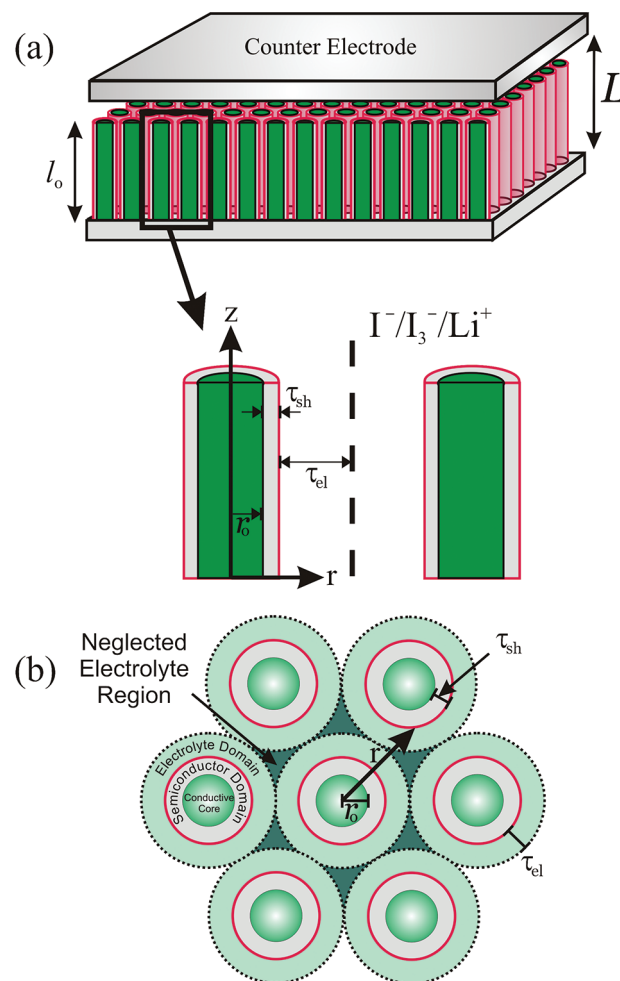 (a)
Counter Electrode
L
lₒ
z
I⁻/I₃⁻/Li⁺
τsh
τel
rₒ
r
(b)
Neglected
Electrolyte
Region
τsh
r
Electrolyte Domain
Semiconductor Domain
Conductive
Core
rₒ
τel